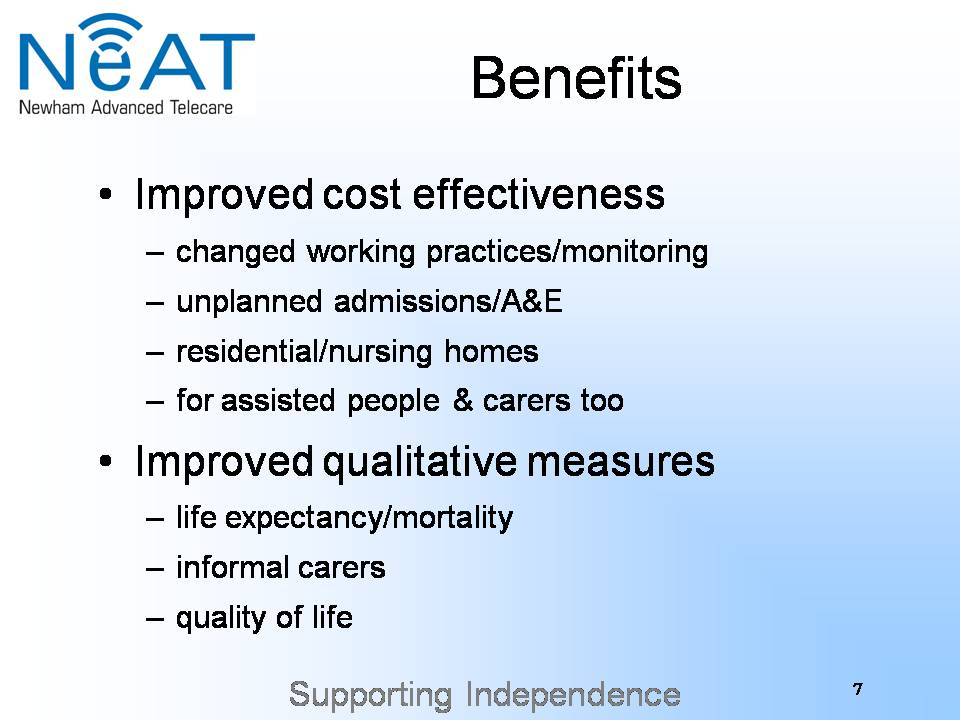 NeAT
Newham Advanced Telecare
Benefits
• Improved cost effectiveness
– changed working practices/monitoring
– unplanned admissions/A&E
– residential/nursing homes
– for assisted people & carers too
• Improved qualitative measures
– life expectancy/mortality
– informal carers
– quality of life
Supporting Independence
7